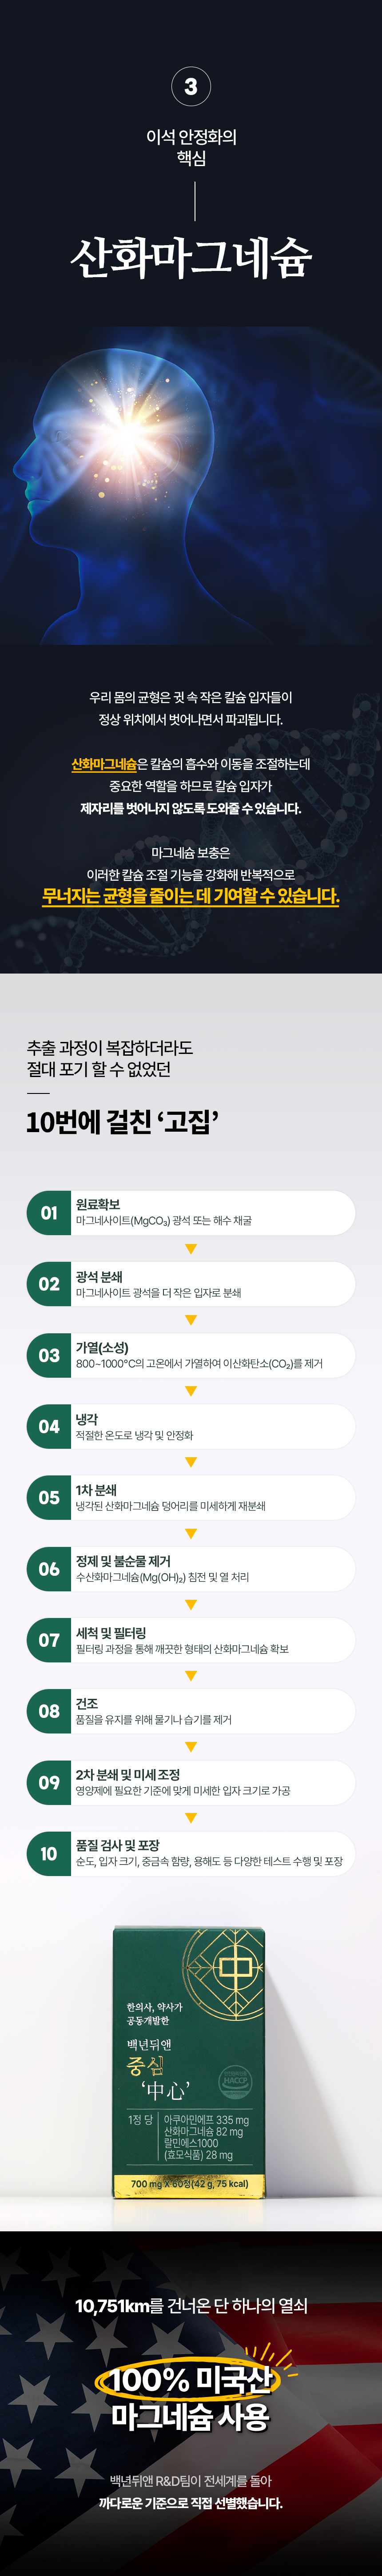 3
이석 안정화의
핵심
산화마그네슘
우리 몸의 균형은 귓 속 작은 칼슘 입자들이
정상 위치에서 벗어나면서 파괴됩니다.
산화마그네슘은 칼슘의 흡수와 이동을 조절하는데
중요한 역할을 하므로 칼슘 입자가
제자리를 벗어나지 않도록 도와줄 수 있습니다.
마그네슘 보충은
이러한 칼슘 조절 기능을 강화해 반복적으로
무너지는 균형을 줄이는 데 기여할 수 있습니다.
추출 과정이 복잡하더라도
절대 포기 할 수 없었던
10번에 걸친 ‘고집’
01
원료확보
마그네사이트(MgCO₃) 광석 또는 해수 채굴
02
광석 분쇄
마그네사이트 광석을 더 작은 입자로 분쇄
03
가열(소성)
800~1000°C의 고온에서 가열하여 이산화탄소(CO₂)를 제거
04
냉각
적절한 온도로 냉각 및 안정화
05
1차 분쇄
냉각된 산화마그네슘 덩어리를 미세하게 재분쇄
06
정제 및 불순물 제거
수산화마그네슘(Mg(OH)₂) 침전 및 열 처리
07
세척 및 필터링
필터링 과정을 통해 깨끗한 형태의 산화마그네슘 확보
08
건조
품질을 유지를 위해 물기나 습기를 제거
09
2차 분쇄 및 미세 조정
영양제에 필요한 기준에 맞게 미세한 입자 크기로 가공
10
품질 검사 및 포장
순도, 입자 크기, 중금속 함량, 용해도 등 다양한 테스트 수행 및 포장
한의사, 약사가
공동개발한
백년뒤앤
중심
‘中心’
HACCP
1정 당
아쿠아민에프 335 mg
산화마그네슘 82 mg
랄민에스1000
(효모식품) 28 mg
700 mg X 60정(42 g, 75 kcal)
10,751km를 건너온 단 하나의 열쇠
100% 미국산
마그네슘 사용
백년뒤앤 R&D팀이 전세계를 돌아
까다로운 기준으로 직접 선별했습니다.